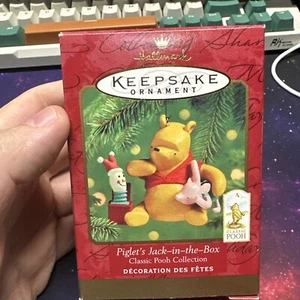 Hallmark
KEEPSAKE
ORNAMENT
CLASSIC
POOH
Piglet's Jack-in-the-Box
Classic Pooh Collection
DÉCORATION DES FÊTES